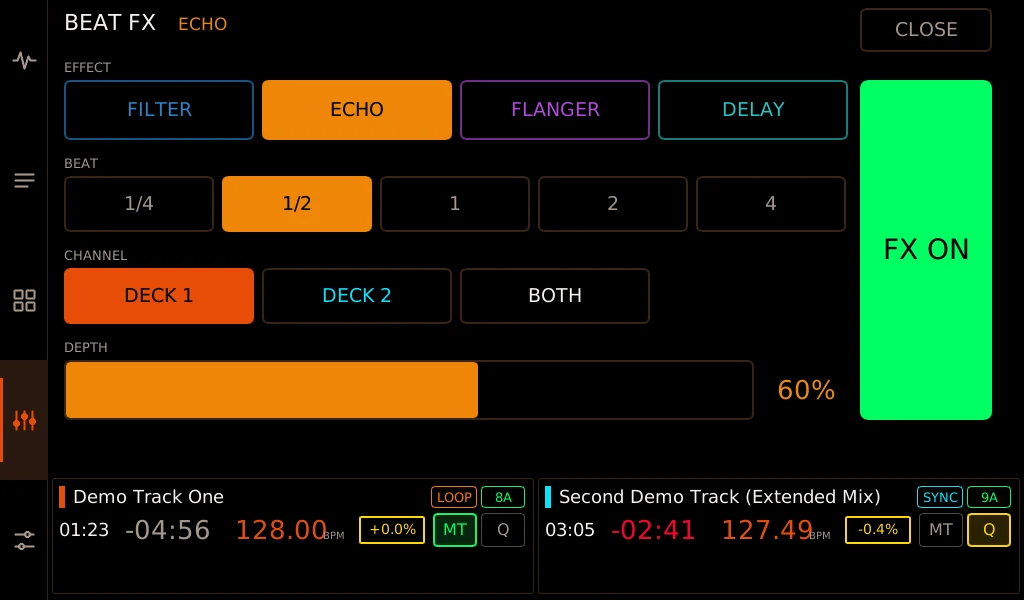 BEAT FX ECHO CLOSE
EFFECT
FILTER ECHO FLANGER DELAY
BEAT
1/4 1/2 1 2 4
FX ON
CHANNEL
DECK 1 DECK 2 BOTH
DEPTH
60%
Demo Track One LOOP 8A
01:23 -04:56 128.00 BPM +0.0% MT Q
Second Demo Track (Extended Mix) SYNC 9A
03:05 -02:41 127.49 BPM -0.4% MT Q